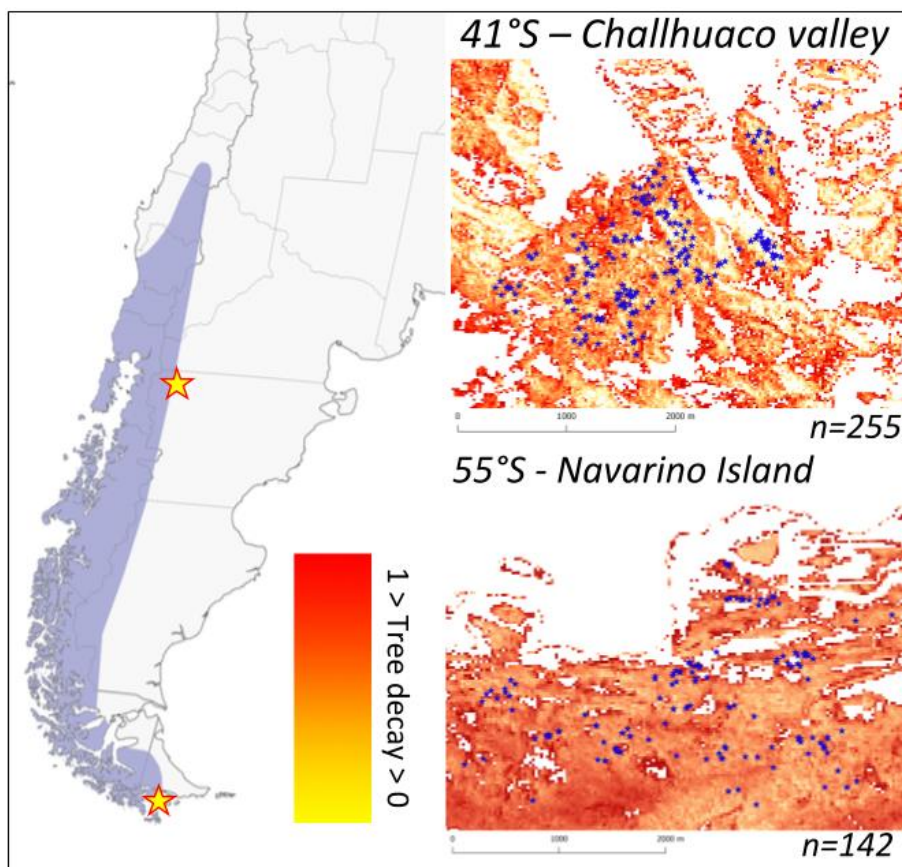 41°S – Challhuaco valley
0 1000 2000 m
n=255
55°S - Navarino Island
1 > Tree decay > 0
0 1000 2000 m
n=142